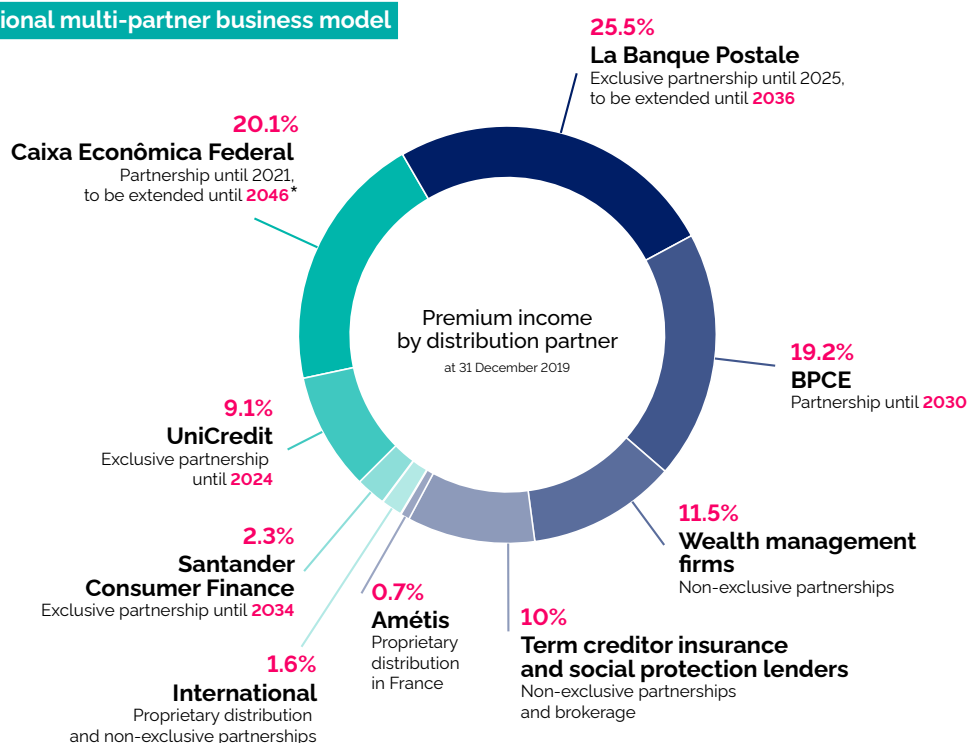 ional multi-partner business model
25.5%
La Banque Postale
Exclusive partnership until 2025,
to be extended until 2036
20.1%
Caixa Econômica Federal
Partnership until 2021,
to be extended until 2046*
Premium income
by distribution partner
at 31 December 2019
19.2%
BPCE
Partnership until 2030
9.1%
UniCredit
Exclusive partnership
until 2024
11.5%
Wealth management
firms
Non-exclusive partnerships
2.3%
Santander
Consumer Finance
Exclusive partnership until 2034
0.7%
Amétis
Proprietary
distribution
in France
10%
Term creditor insurance
and social protection lenders
Non-exclusive partnerships
and brokerage
1.6%
International
Proprietary distribution
and non-exclusive partnerships